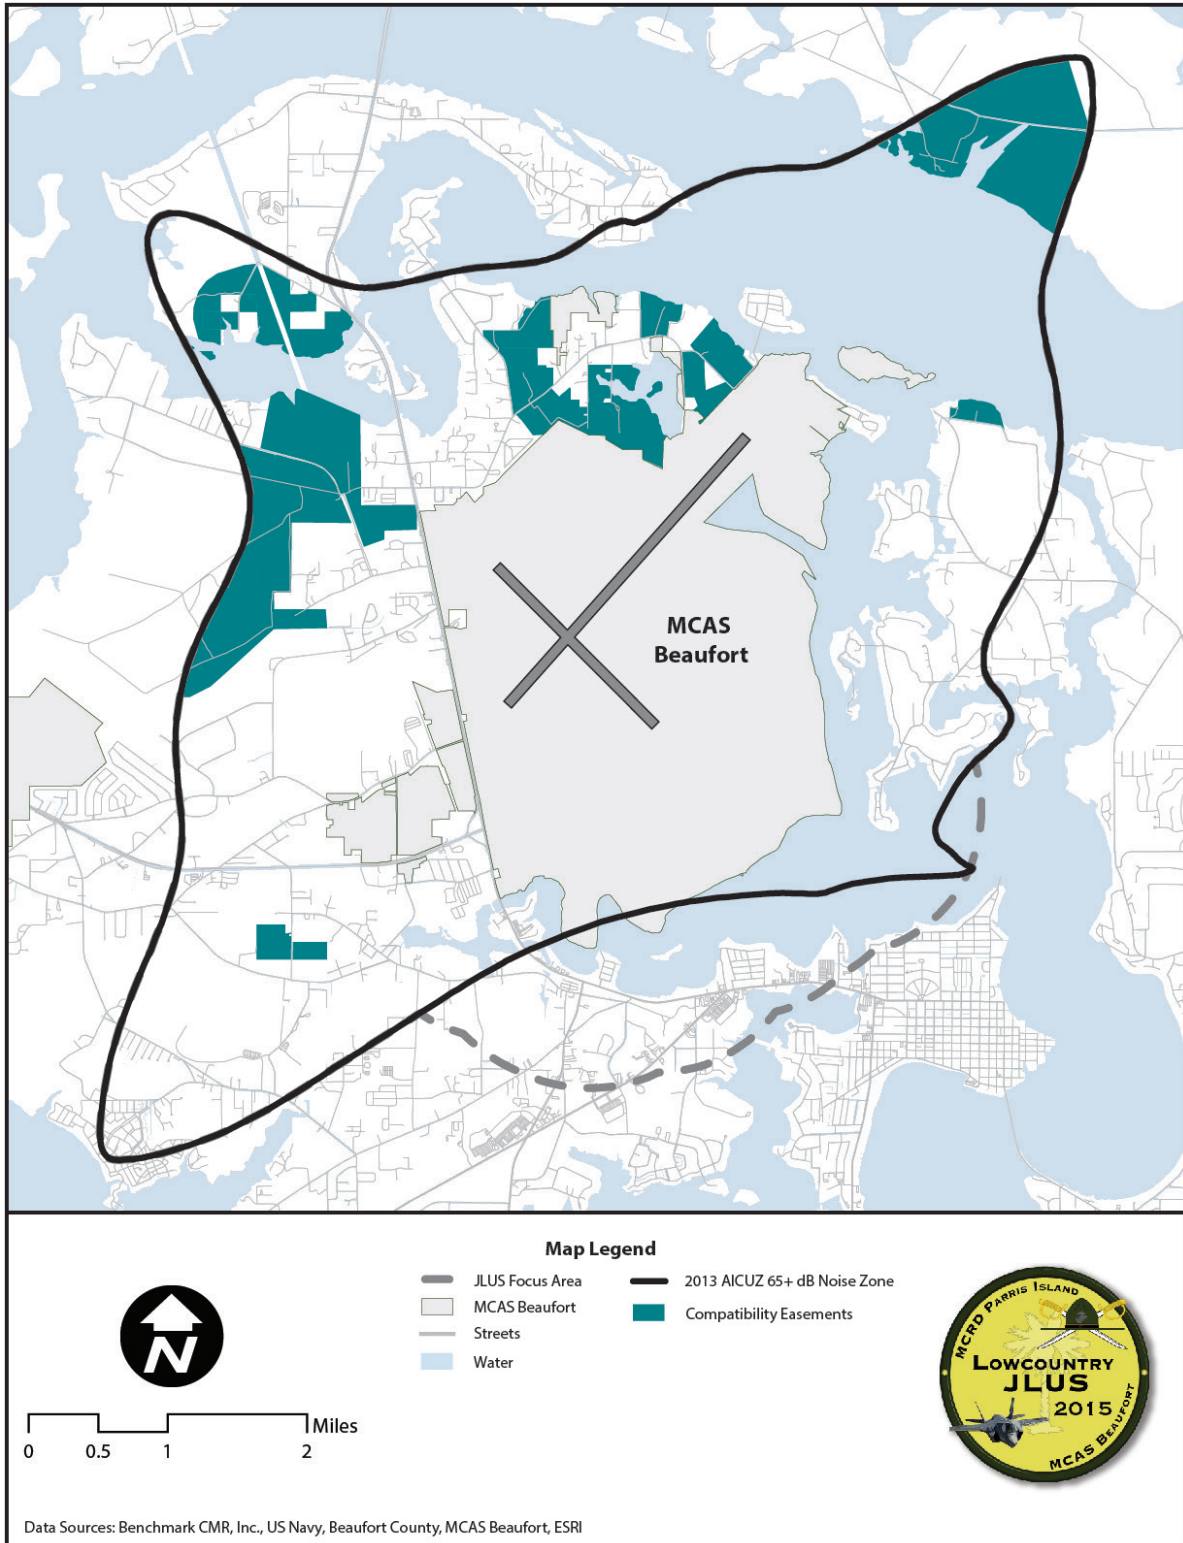 MCAS
Beaufort
Map Legend
JLUS Focus Area
MCAS Beaufort
Streets
Water
2013 AICUZ 65+ dB Noise Zone
Compatibility Easements
N
Miles
0 0.5 1 2
MCRD PARRIS ISLAND
LOWCOUNTRY
JLUS
2015
MCAS BEAUFORT
Data Sources: Benchmark CMR, Inc., US Navy, Beaufort County, MCAS Beaufort, ESRI